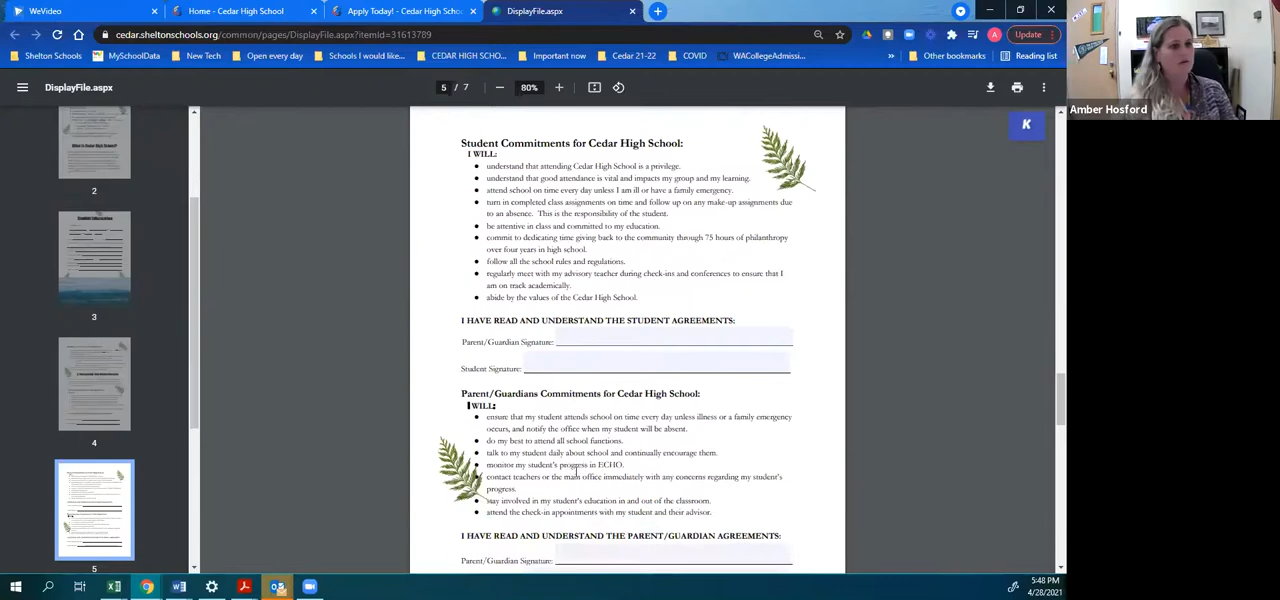 WeVideo
Home - Cedar High School
Apply Today! - Cedar High Schoo
DisplayFile.aspx
cedar.sheltonschools.org/common/pages/DisplayFile.aspx?itemId=31613789
A
Update
Shelton Schools
MySchoolData
New Tech
Schools I would like...
CEDAR HIGH SCHO...
Open every day
Important now
Cedar 21-22
COVID
WACollegeAdmissi...
»
Other bookmarks
Reading list
DisplayFile.aspx
5 / 7
80%
Amber Hosford
K
2
3
4
5
Student Commitments for Cedar High School:
I WILL:
understand that attending Cedar High School is a privilege.
understand that good attendance is vital and impacts my group and my learning.
attend school on time every day unless I am ill or have a family emergency.
turn in completed class assignments on time and follow up on any make-up assignments due
to an absence. This is the responsibility of the student.
be attentive in class and committed to my education.
commit to dedicating time giving back to the community through 75 hours of philanthropy
over four years in high school.
follow all the school rules and regulations.
regularly meet with my advisory teacher during check-ins and conferences to ensure that I
am on track academically.
abide by the values of the Cedar High School.
I HAVE READ AND UNDERSTAND THE STUDENT AGREEMENTS:
Parent/Guardian Signature:
Student Signature:
Parent/Guardians Commitments for Cedar High School:
I WILL:
ensure that my student attends school on time every day unless illness or a family emergency
occurs, and notify the office when my student will be absent.
do my best to attend all school functions.
talk to my student daily about school and continually encourage them.
monitor my student's progress in ECHO.
contact teachers or the main office immediately with any concerns regarding my student's
progress.
stay involved in my student's education in and out of the classroom.
attend the check-in appointments with my student and their advisor.
I HAVE READ AND UNDERSTAND THE PARENT/GUARDIAN AGREEMENTS:
Parent/Guardian Signature:
5:48 PM
4/28/2021